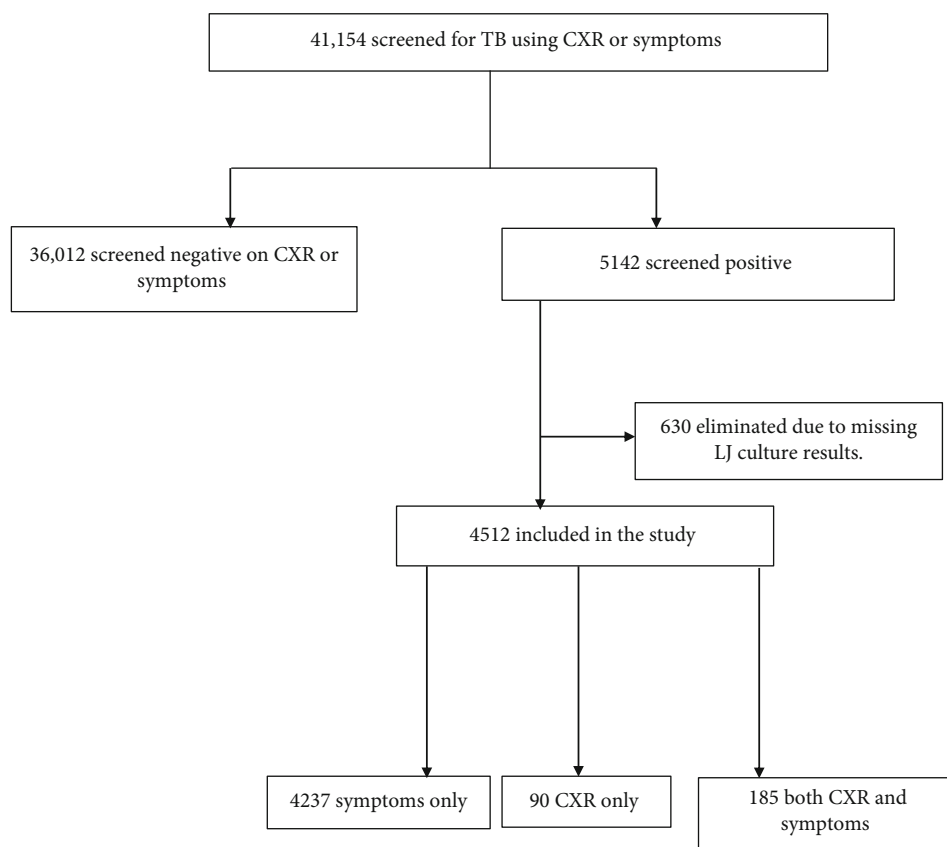 41,154 screened for TB using CXR or symptoms
36,012 screened negative on CXR or
symptoms
5142 screened positive
630 eliminated due to missing
LJ culture results.
4512 included in the study
4237 symptoms only
90 CXR only
185 both CXR and
symptoms